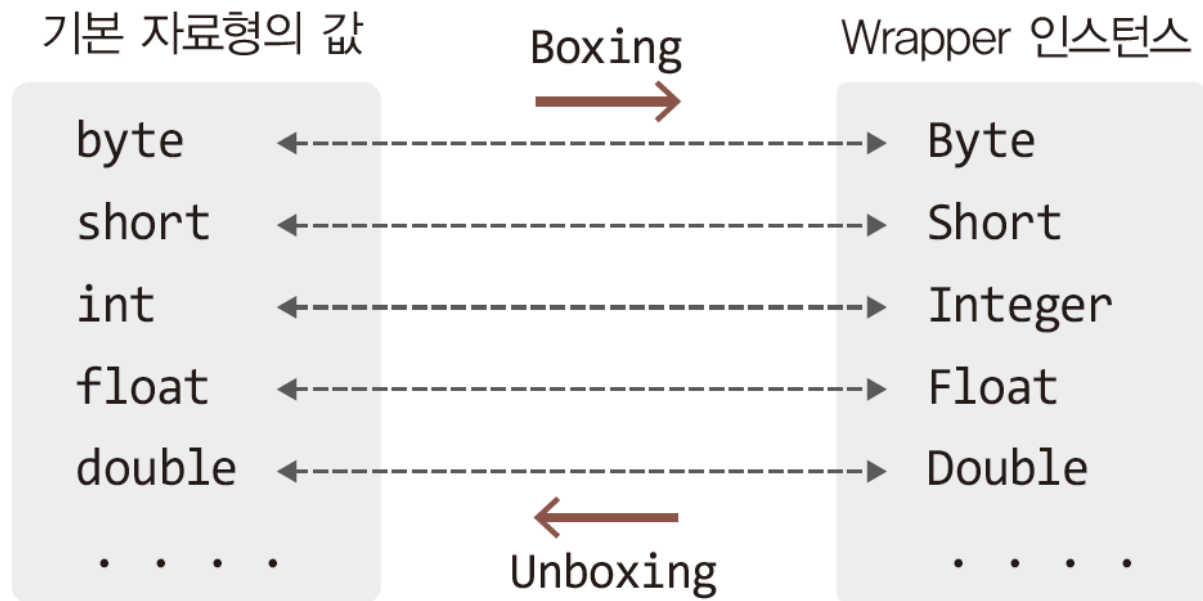 기본 자료형의 값
Boxing
Wrapper 인스턴스
byte
Byte
short
Short
int
Integer
float
Float
double
Double
. . . .
Unboxing
. . . .